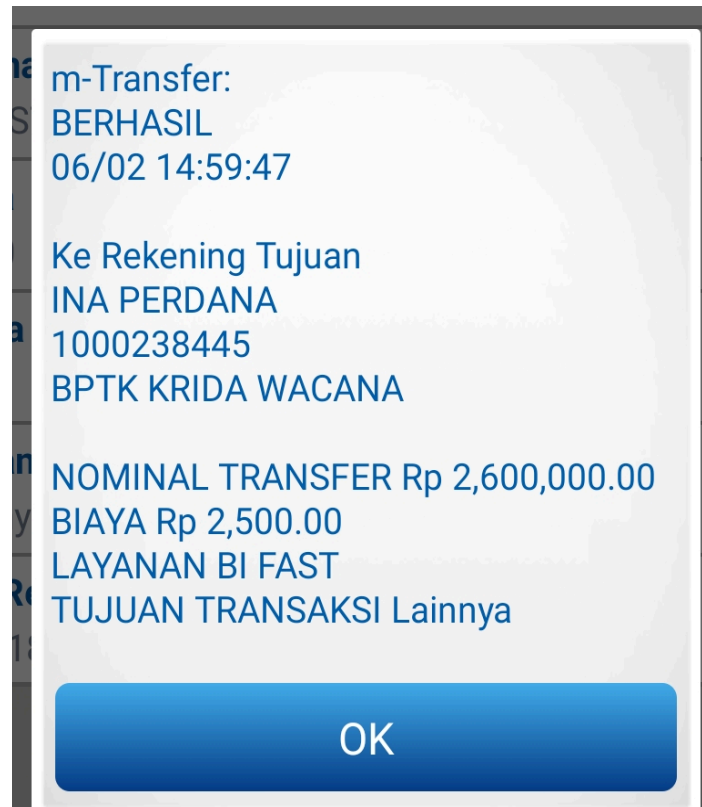 m-Transfer:
BERHASIL
06/02 14:59:47
Ke Rekening Tujuan
INA PERDANA
1000238445
BPTK KRIDA WACANA
NOMINAL TRANSFER Rp 2,600,000.00
BIAYA Rp 2,500.00
LAYANAN BI FAST
TUJUAN TRANSAKSI Lainnya
OK